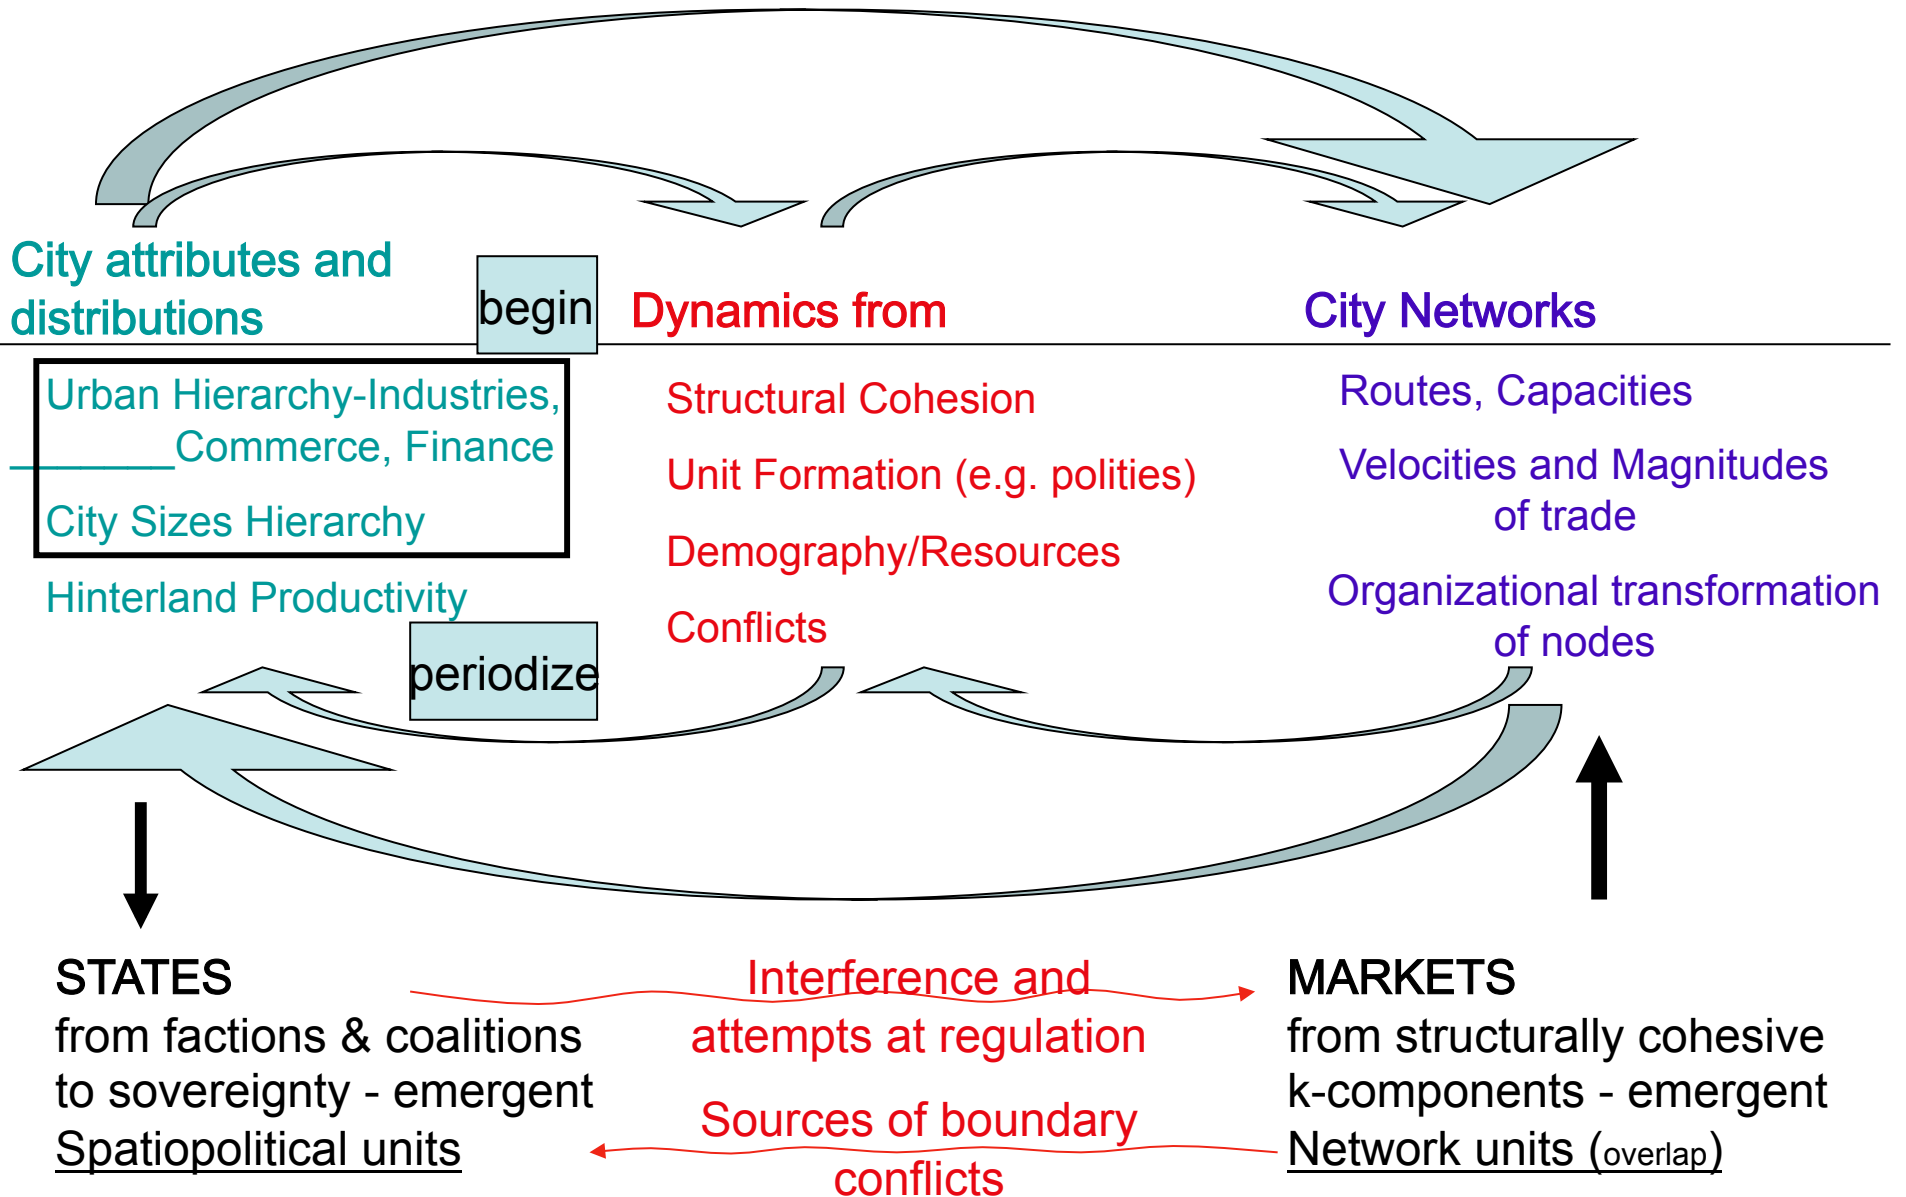 City attributes and
distributions
begin
Dynamics from
City Networks
Urban Hierarchy-Industries,
_______Commerce, Finance
City Sizes Hierarchy
Hinterland Productivity
periodize
Structural Cohesion
Unit Formation (e.g. polities)
Demography/Resources
Conflicts
Routes, Capacities
Velocities and Magnitudes
of trade
Organizational transformation
of nodes
STATES
from factions & coalitions
to sovereignty - emergent
Spatiopolitical units
Interference and
attempts at regulation
Sources of boundary
conflicts
MARKETS
from structurally cohesive
k-components - emergent
Network units (overlap)